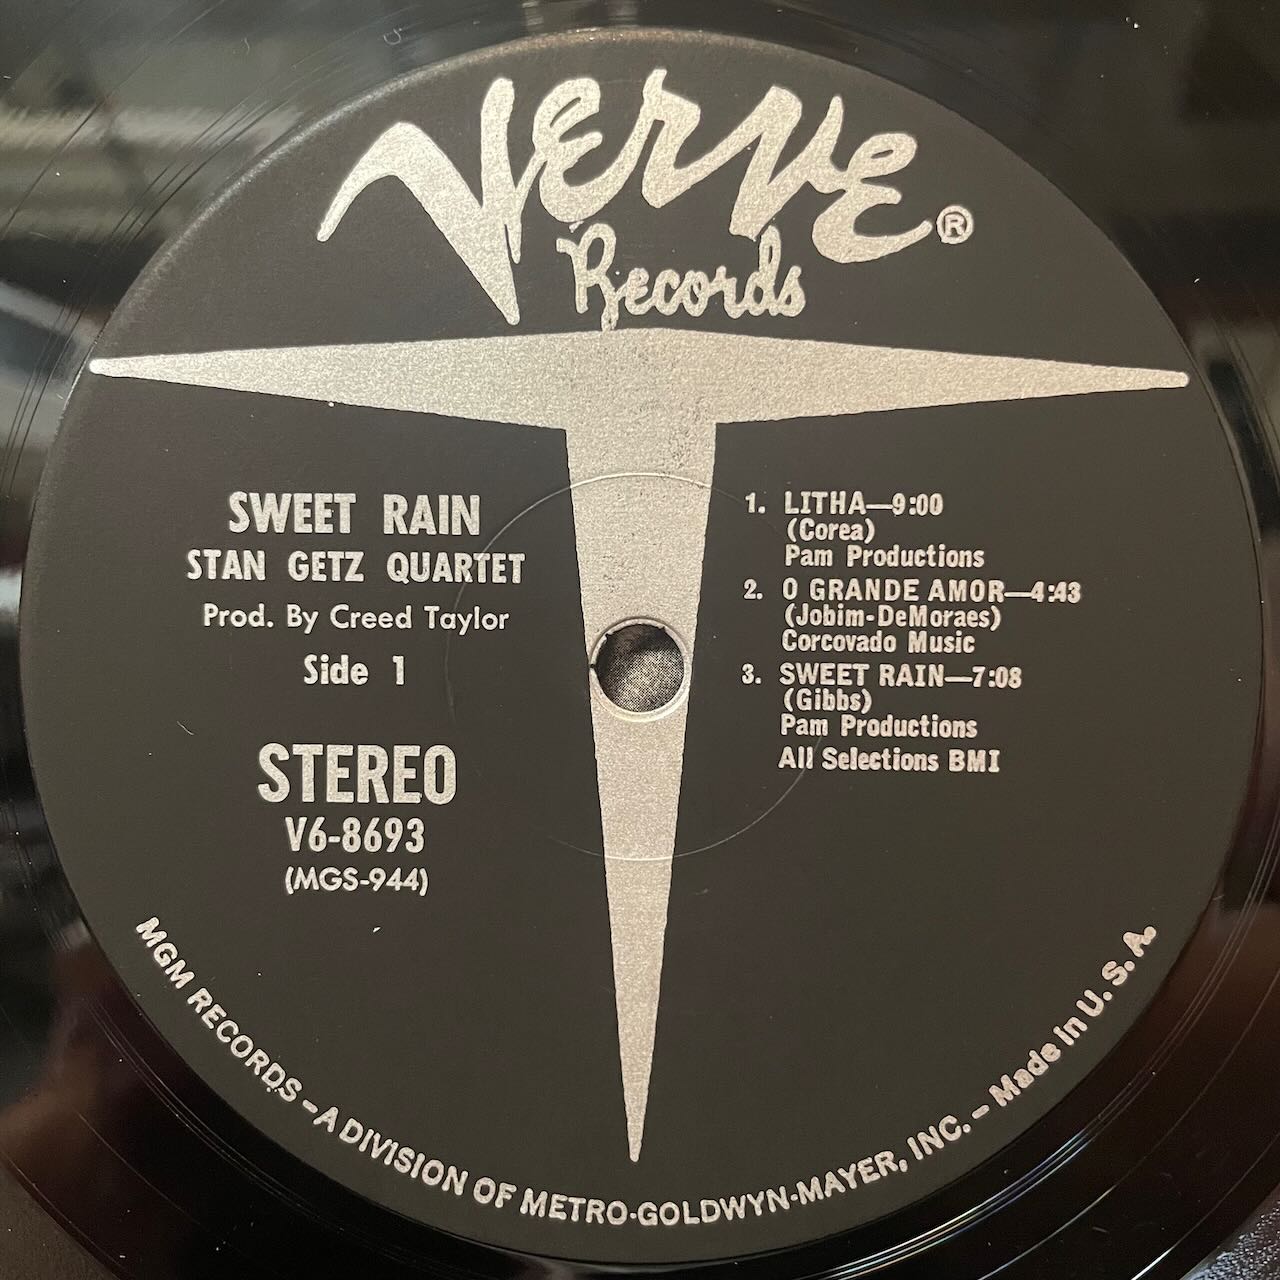 Verve®
Records
SWEET RAIN
STAN GETZ QUARTET
Prod. By Creed Taylor
Side 1
STEREO
V6-8693
(MGS-944)
1. LITHA—9:00
(Corea)
Pam Productions
2. O GRANDE AMOR—4:43
(Jobim-DeMoraes)
Corcovado Music
3. SWEET RAIN—7:08
(Gibbs)
Pam Productions
All Selections BMI
MGM RECORDS – A DIVISION OF METRO-GOLDWYN-MAYER, INC. – Made in U. S. A.